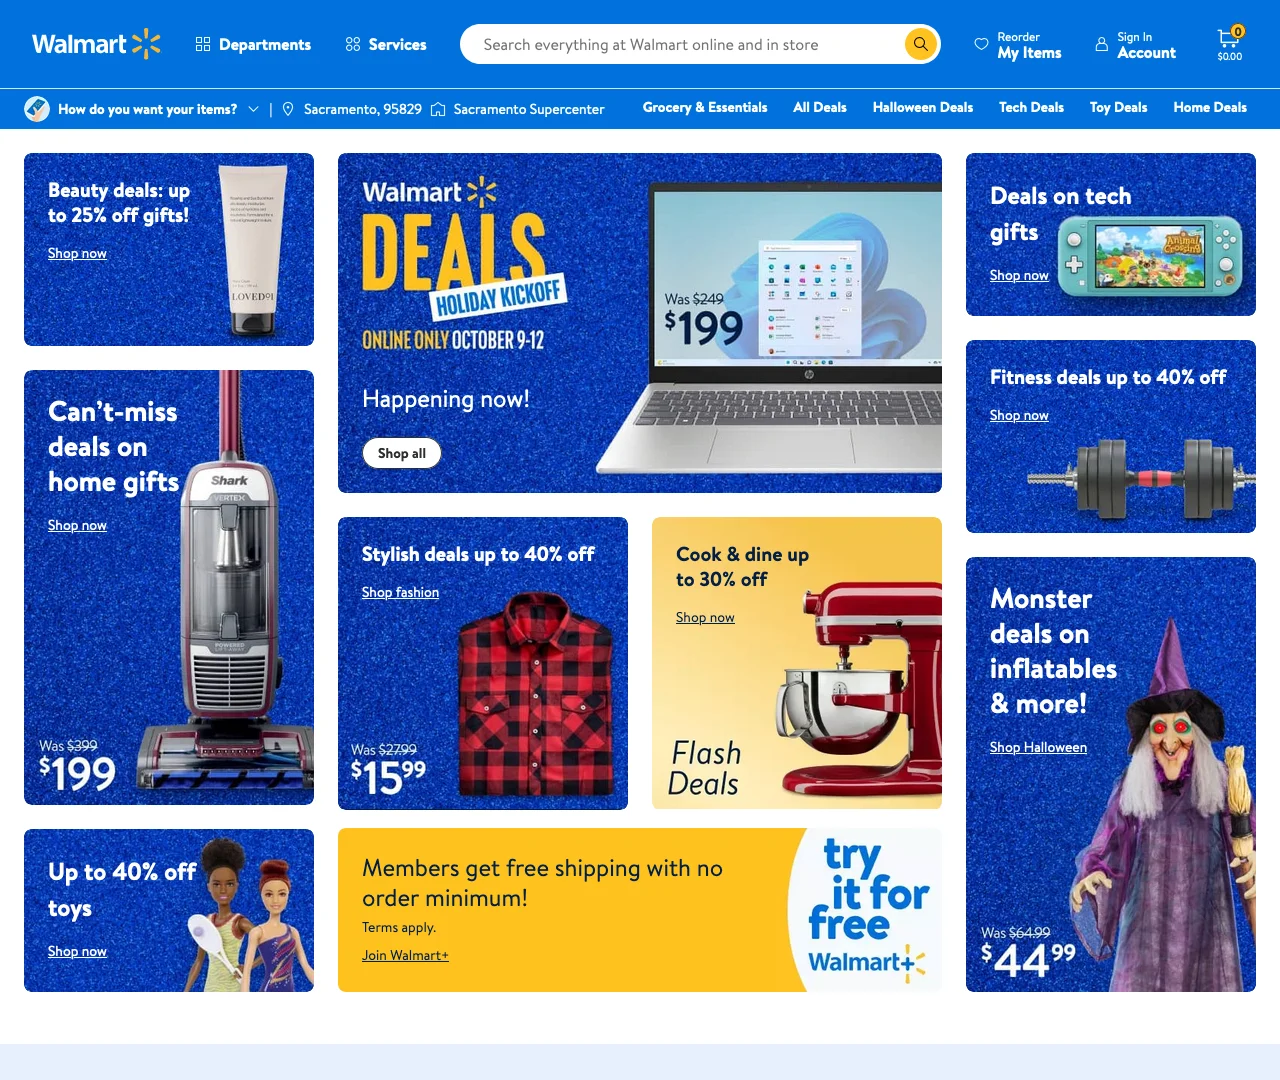 Walmart
Departments
Services
Search everything at Walmart online and in store
Reorder
My Items
Sign In
Account
0
$0.00
How do you want your items?
Sacramento, 95829
Sacramento Supercenter
Grocery & Essentials
All Deals
Halloween Deals
Tech Deals
Toy Deals
Home Deals
Beauty deals: up
to 25% off gifts!
Shop now
LOVED01
Walmart
DEALS
HOLIDAY KICKOFF
ONLINE ONLY OCTOBER 9-12
Happening now!
Shop all
Was $249
$199
hp
Deals on tech
gifts
Shop now
Animal
Crossing
Fitness deals up to 40% off
Shop now
Can't-miss
deals on
home gifts
Shop now
Shark
VERTEX
POWERED
LIFT-AWAY
Was $399
$199
Stylish deals up to 40% off
Shop fashion
Was $27.99
$15.99
Cook & dine up
to 30% off
Shop now
Flash
Deals
Monster
deals on
inflatables
& more!
Shop Halloween
Was $64.99
$44.99
Up to 40% off
toys
Shop now
Members get free shipping with no
order minimum!
Terms apply.
Join Walmart+
try
it for
free
Walmart+